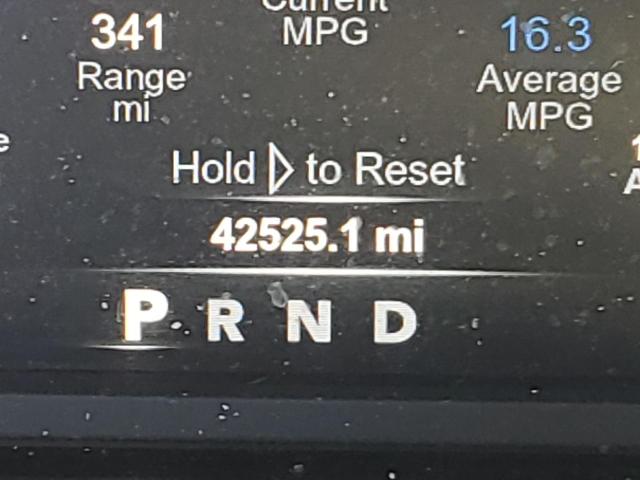 Current
341 MPG 16.3
Range Average
mi MPG
Hold to Reset
42525.1 mi
P R N D